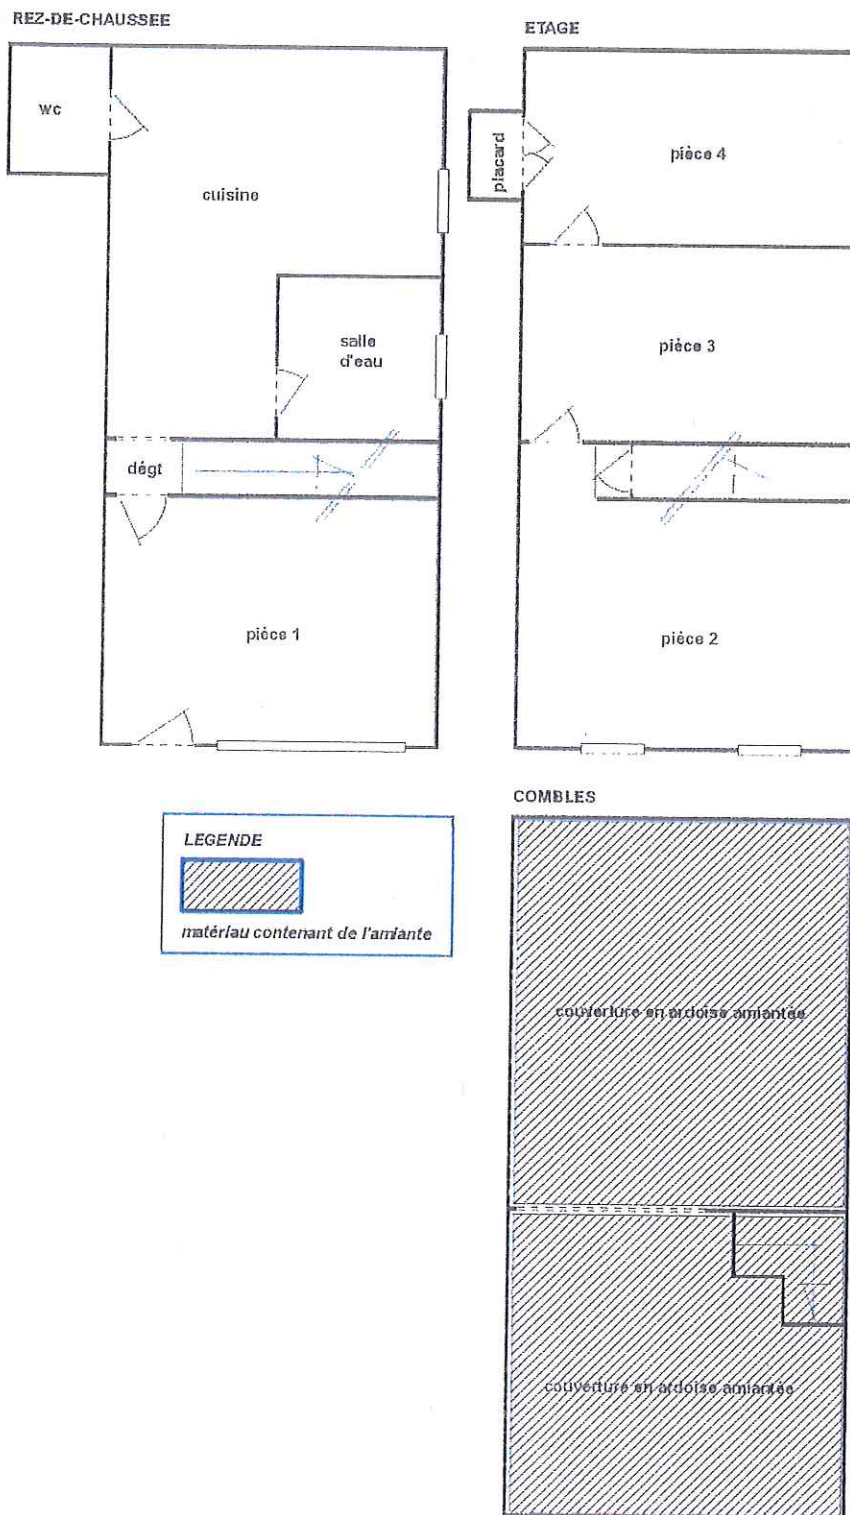 REZ-DE-CHAUSSEE
wc
cuisine
salle
d'eau
dégt
pièce 1
ETAGE
placard
pièce 4
pièce 3
pièce 2
LEGENDE
matériau contenant de l'amiante
COMBLES
couverture en ardoise amiantée
couverture en ardoise amiantée